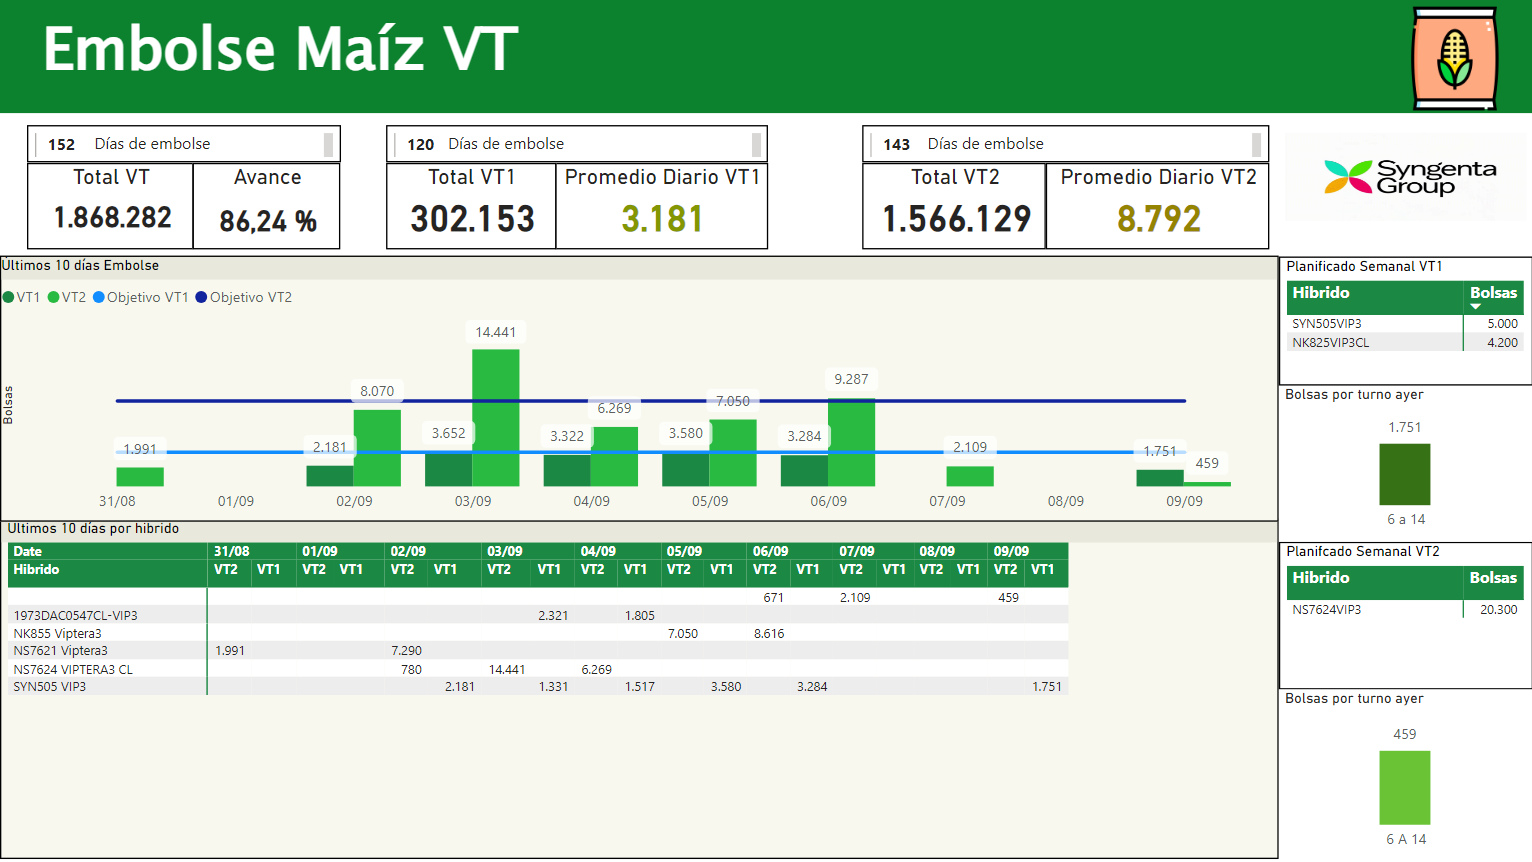 Embolse Maíz VT
152 Días de embolse
Total VT
1.868.282
Avance
86,24 %
120 Días de embolse
Total VT1
302.153
Promedio Diario VT1
3.181
143 Días de embolse
Total VT2
1.566.129
Promedio Diario VT2
8.792
Syngenta
Group
Últimos 10 días Embolse
VT1 VT2 Objetivo VT1 Objetivo VT2
Bolsas
1.991
2.181
8.070
3.652
14.441
3.322
6.269
3.580
7.050
3.284
9.287
2.109
1.751
459
31/08 01/09 02/09 03/09 04/09 05/09 06/09 07/09 08/09 09/09
Últimos 10 días por hibrido
Date 31/08 01/09 02/09 03/09 04/09 05/09 06/09 07/09 08/09 09/09
Hibrido VT2 VT1 VT2 VT1 VT2 VT1 VT2 VT1 VT2 VT1 VT2 VT1 VT2 VT1 VT2 VT1 VT2 VT1 VT2 VT1
671 2.109 459
1973DAC0547CL-VIP3 2.321 1.805
NK855 Viptera3 7.050 8.616
NS7621 Viptera3 1.991 7.290
NS7624 VIPTERA3 CL 780 14.441 6.269
SYN505 VIP3 2.181 1.331 1.517 3.580 3.284 1.751
Planificado Semanal VT1
Hibrido Bolsas
SYN505VIP3 5.000
NK825VIP3CL 4.200
Bolsas por turno ayer
1.751
6 a 14
Planifcado Semanal VT2
Hibrido Bolsas
NS7624VIP3 20.300
Bolsas por turno ayer
459
6 A 14